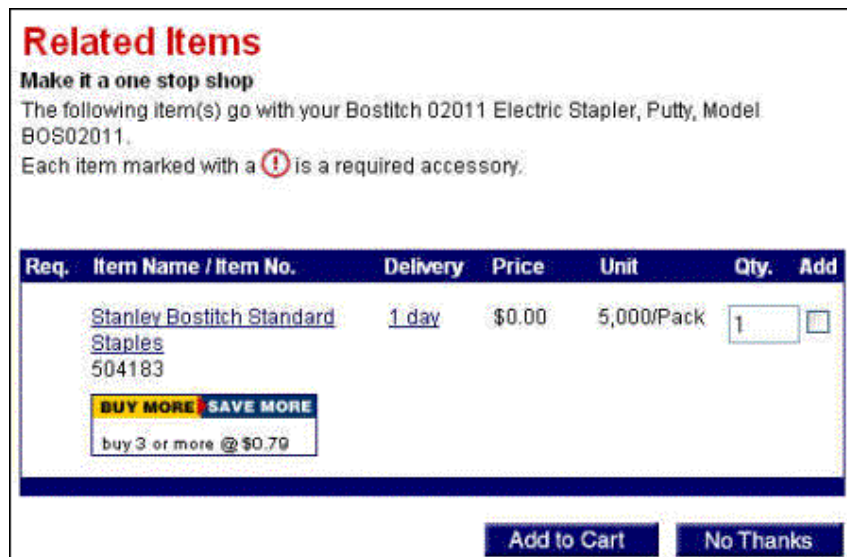 Related Items
Make it a one stop shop
The following item(s) go with your Bostitch 02011 Electric Stapler, Putty, Model
BOS02011.
Each item marked with a ! is a required accessory.
Req. Item Name / Item No. Delivery Price Unit Qty. Add
Stanley Bostitch Standard 1 day $0.00 5,000/Pack 1
Staples
504183
BUY MORE SAVE MORE
buy 3 or more @ $0.79
Add to Cart No Thanks